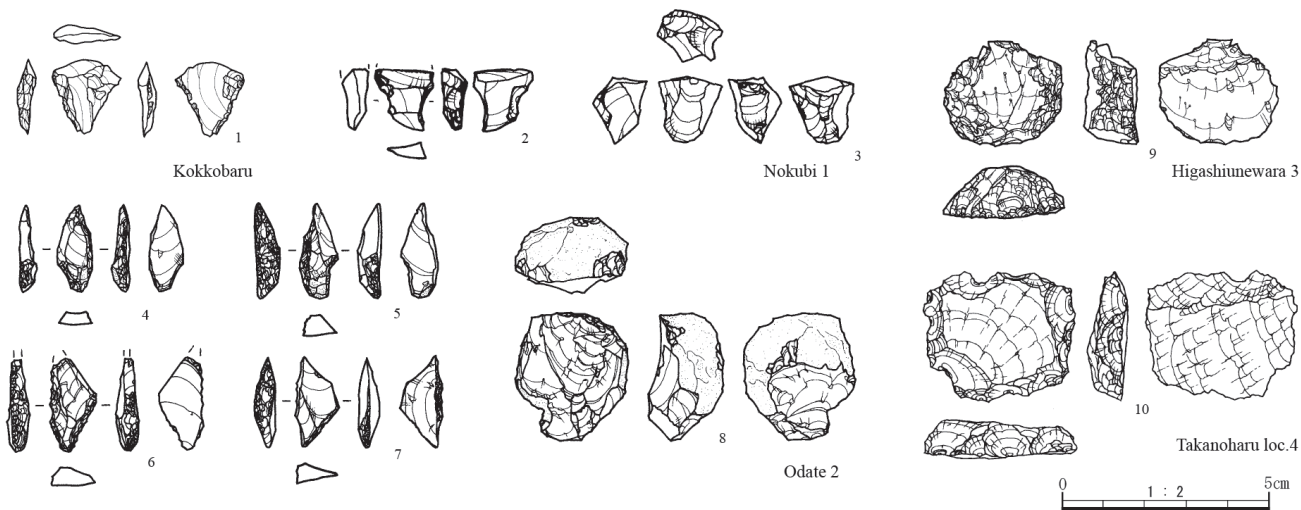 1
2
Kokkobaru
3
Nokubi 1
9
Higashiunewara 3
4
5
6
7
8
Odate 2
10
Takanoharu loc.4
0 1 : 2 5cm